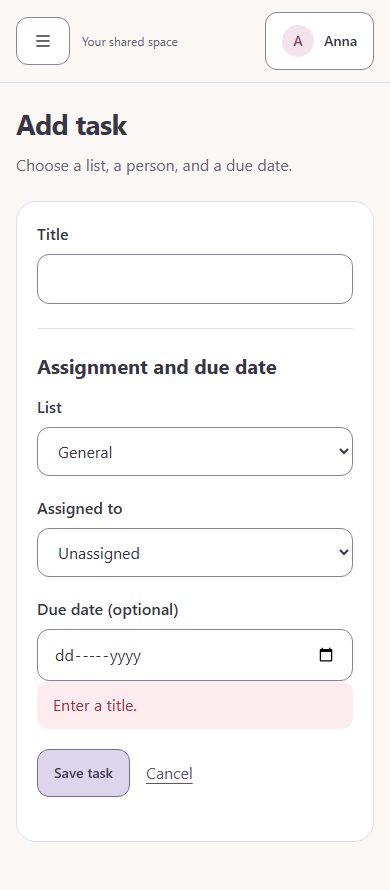 Your shared space
A
Anna
Add task
Choose a list, a person, and a due date.
Title
Assignment and due date
List
General
Assigned to
Unassigned
Due date (optional)
dd-----yyyy
Enter a title.
Save task
Cancel